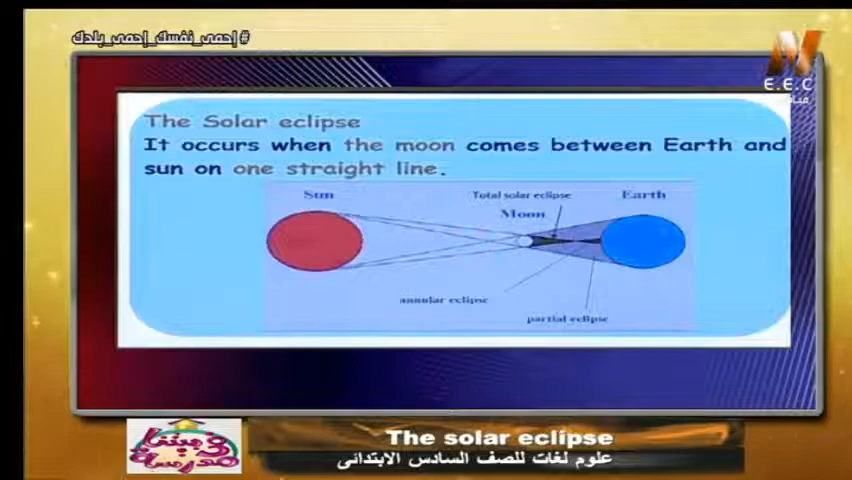 #إحمى_نفسك_إحمى_بلدك
E.E.C
The Solar eclipse
It occurs when the moon comes between Earth and
sun on one straight line.
Sun
Total solar eclipse
Earth
Moon
annular eclipse
partial eclipse
The solar eclipse
علوم لغات للصف السادس الابتدائى